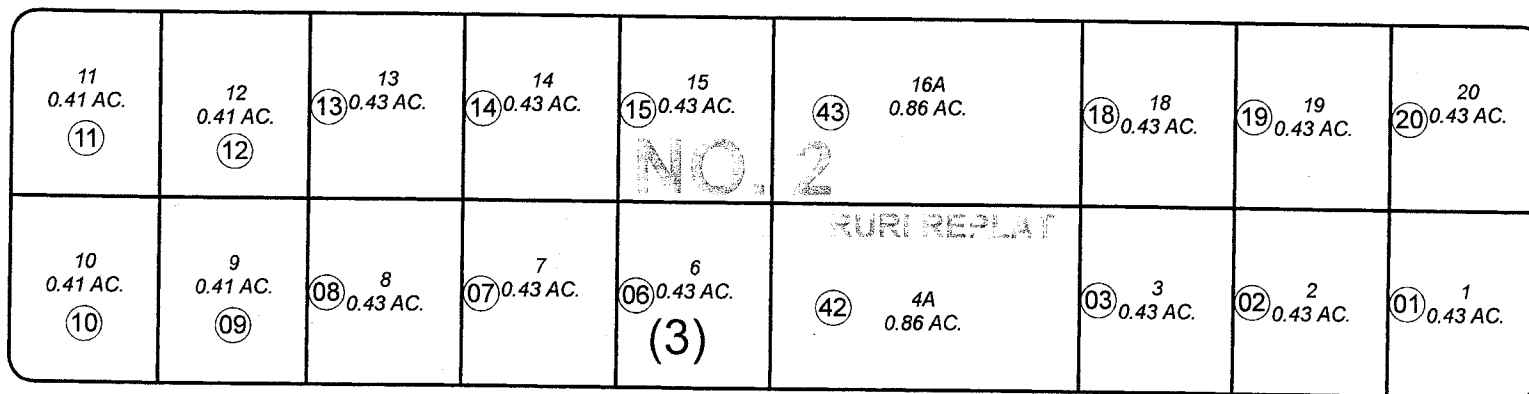 11
0.41 AC.
11
12
0.41 AC.
12
13
13 0.43 AC.
14
14 0.43 AC.
15
15 0.43 AC.
43
16A
0.86 AC.
18
18 0.43 AC.
19
19 0.43 AC.
20
20 0.43 AC.
NO. 2
RURI REPLAT
10
0.41 AC.
10
9
0.41 AC.
09
8
08 0.43 AC.
7
07 0.43 AC.
6
06 0.43 AC.
(3)
42
4A
0.86 AC.
3
03 0.43 AC.
2
02 0.43 AC.
1
01 0.43 AC.